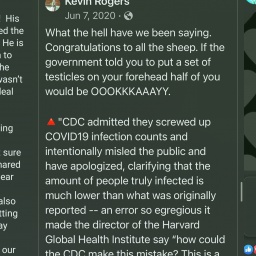 Kevin Rogers
Jun 7, 2020 ·
What the hell have we been saying.
Congratulations to all the sheep. If the
government told you to put a set of
testicles on your forehead half of you
would be OOOKKKAAAYY.
🔺"CDC admitted they screwed up
COVID19 infection counts and
intentionally misled the public and
have apologized, clarifying that the
amount of people truly infected is
much lower than what was originally
reported -- an error so egregious it
made the director of the Harvard
Global Health Institute say “how could
the CDC make this mistake? This is a
His
ed the
He is
to
he
wasn't
deal
ing
sure
nared
ear
also
tting
ay
our